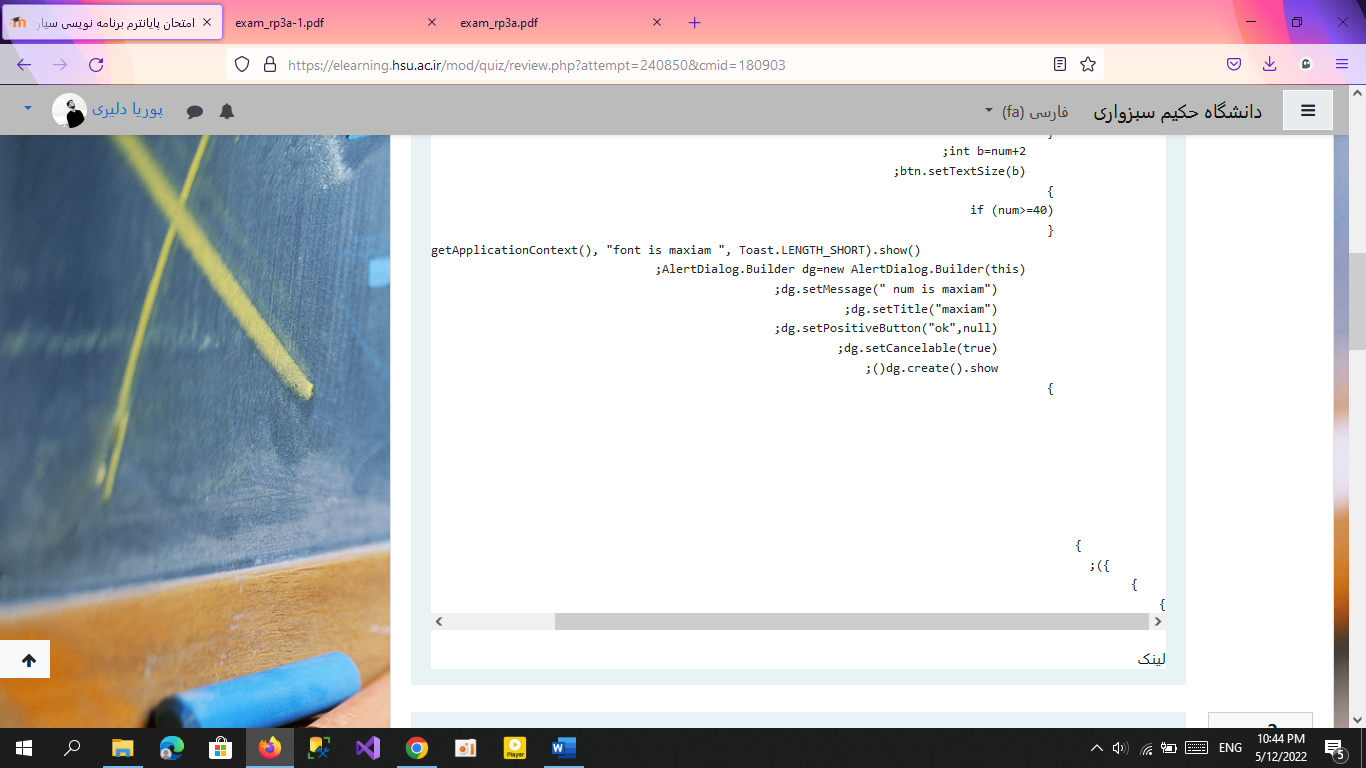 امتحان پایانترم برنامه نویسی سیار
exam_rp3a-1.pdf
exam_rp3a.pdf
https://elearning.hsu.ac.ir/mod/quiz/review.php?attempt=240850&cmid=180903
دانشگاه حکیم سبزواری
فارسی ‎(fa)‎
پوریا دلیری
;int b=num+2
;btn.setTextSize(b)
{
if (num>=40)
}
getApplicationContext(), "font is maxiam ", Toast.LENGTH_SHORT).show()
;AlertDialog.Builder dg=new AlertDialog.Builder(this)
;dg.setMessage(" num is maxiam")
;dg.setTitle("maxiam")
;dg.setPositiveButton("ok",null)
;dg.setCancelable(true)
;()dg.create().show
{
{
;({
{
{
لینک
Player
ENG
10:44 PM
5/12/2022
5